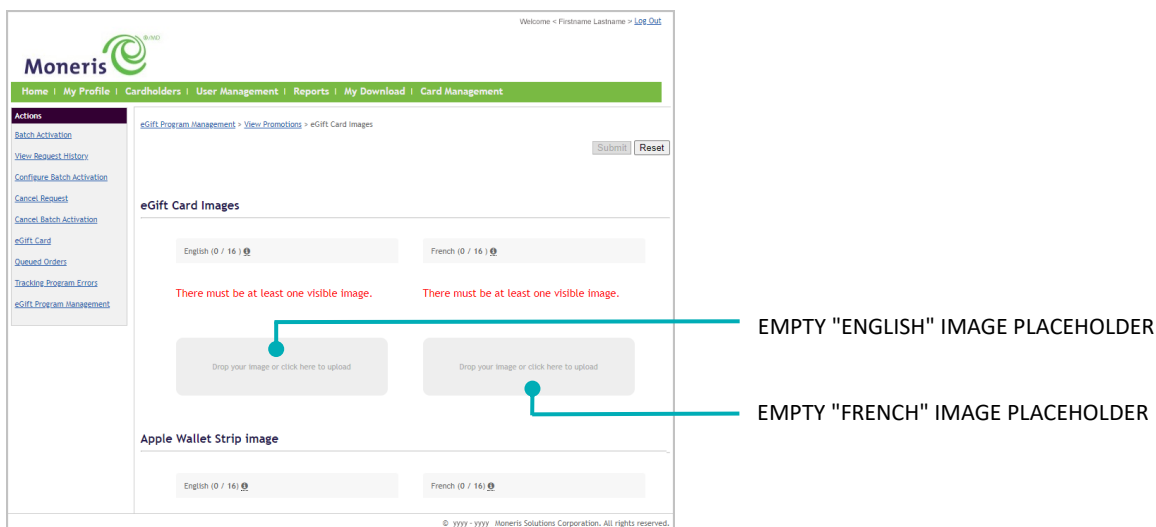 Welcome < Firstname Lastname > Log Out
Moneris ®/MD
Home | My Profile | Cardholders | User Management | Reports | My Download | Card Management
Actions
Batch Activation
View Request History
Configure Batch Activation
Cancel Request
Cancel Batch Activation
eGift Card
Queued Orders
Tracking Program Errors
eGift Program Management
eGift Program Management > View Promotions > eGift Card Images
Submit Reset
eGift Card Images
English (0 / 16 ) French (0 / 16 )
There must be at least one visible image. There must be at least one visible image.
Drop your image or click here to upload Drop your image or click here to upload
Apple Wallet Strip image
English (0 / 16) French (0 / 16)
© yyyy - yyyy Moneris Solutions Corporation. All rights reserved.
EMPTY "ENGLISH" IMAGE PLACEHOLDER
EMPTY "FRENCH" IMAGE PLACEHOLDER